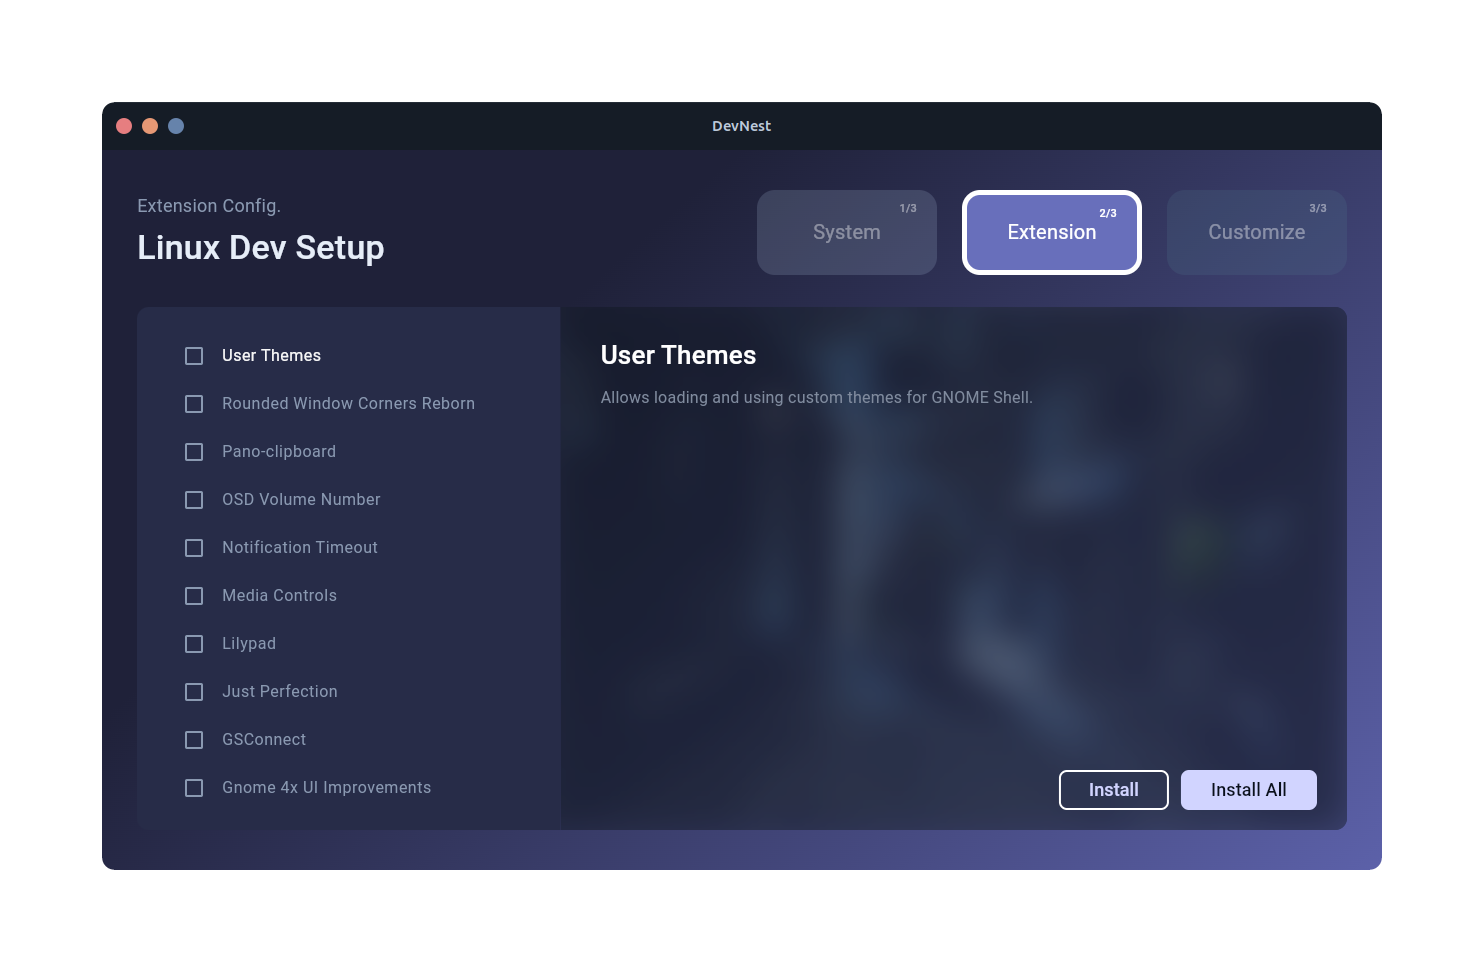 DevNest
Extension Config.
Linux Dev Setup
1/3
System
2/3
Extension
3/3
Customize
User Themes
Rounded Window Corners Reborn
Pano-clipboard
OSD Volume Number
Notification Timeout
Media Controls
Lilypad
Just Perfection
GSConnect
Gnome 4x UI Improvements
User Themes
Allows loading and using custom themes for GNOME Shell.
Install
Install All